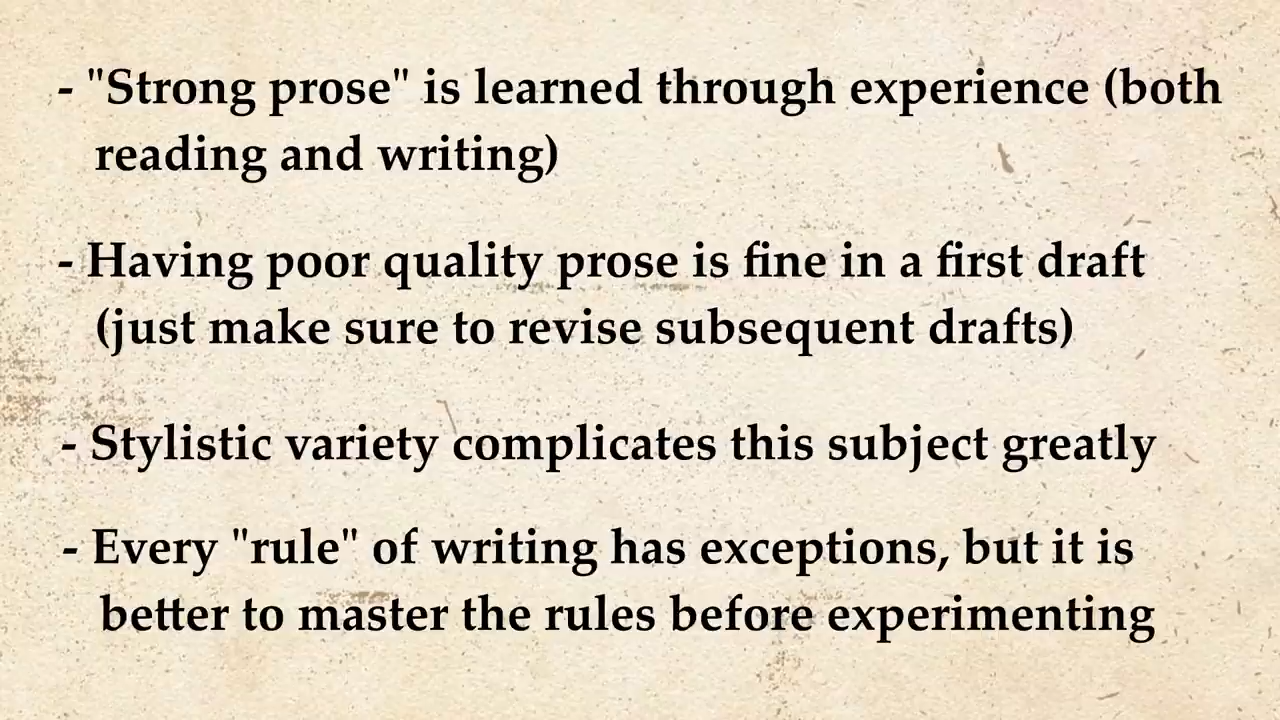 - "Strong prose" is learned through experience (both
reading and writing)
- Having poor quality prose is fine in a first draft
(just make sure to revise subsequent drafts)
- Stylistic variety complicates this subject greatly
- Every "rule" of writing has exceptions, but it is
better to master the rules before experimenting